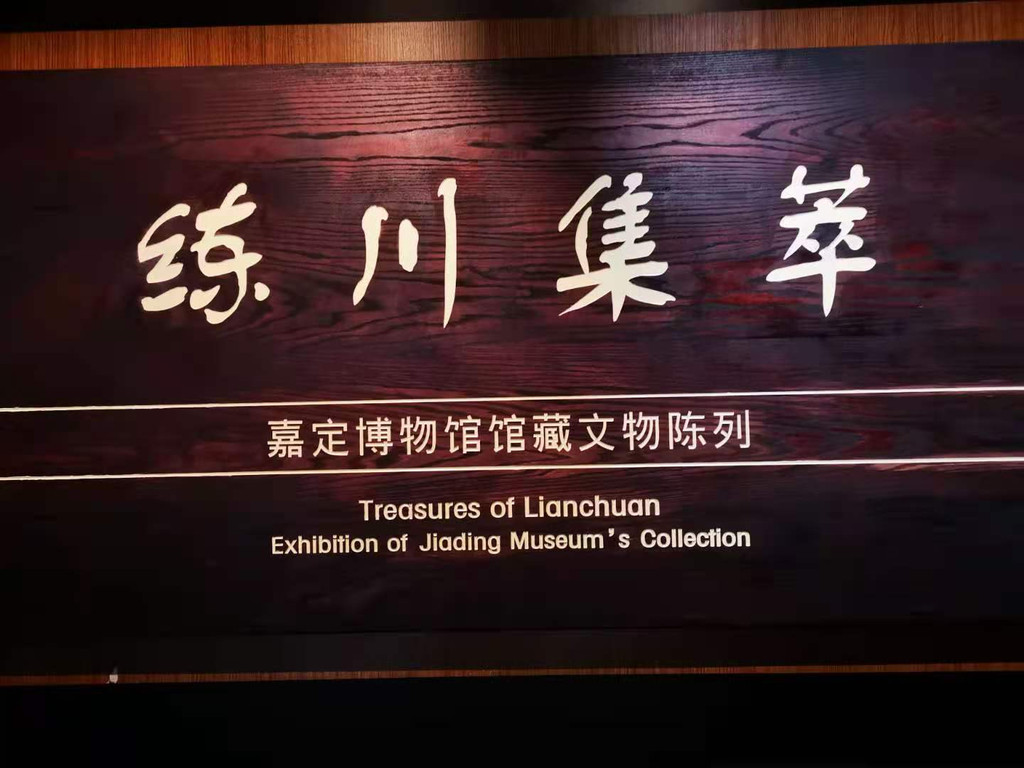 练川集萃
嘉定博物馆馆藏文物陈列
Treasures of Lianchuan
Exhibition of Jiading Museum's Collection